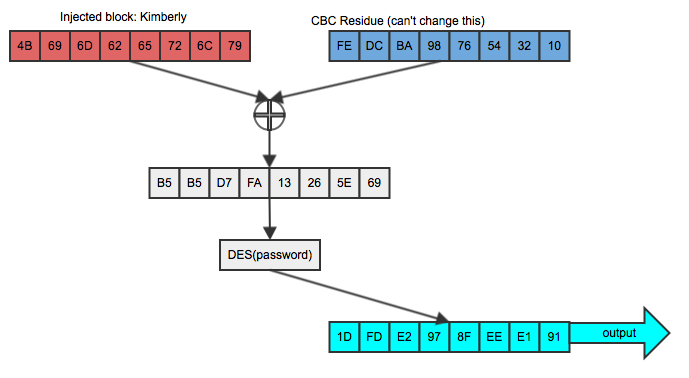 Injected block: Kimberly
CBC Residue (can't change this)
4B 69 6D 62 65 72 6C 79
FE DC BA 98 76 54 32 10
B5 B5 D7 FA 13 26 5E 69
DES(password)
1D FD E2 97 8F EE E1 91
output